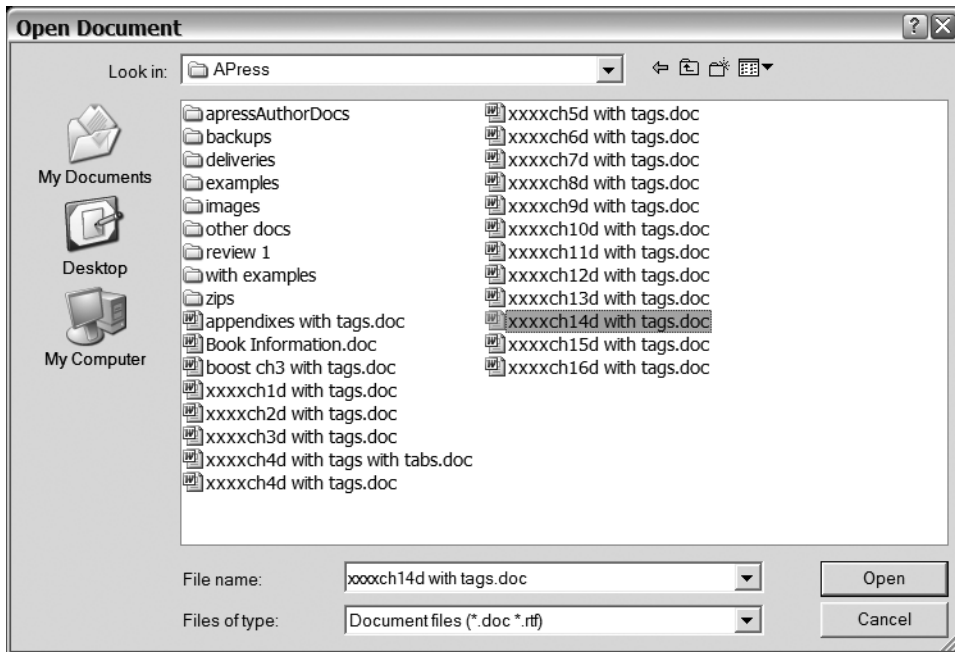 Open Document
Look in: APress
My Documents
Desktop
My Computer
apressAuthorDocs
backups
deliveries
examples
images
other docs
review 1
with examples
zips
appendixes with tags.doc
Book Information.doc
boost ch3 with tags.doc
xxxxch1d with tags.doc
xxxxch2d with tags.doc
xxxxch3d with tags.doc
xxxxch4d with tags with tabs.doc
xxxxch4d with tags.doc
xxxxch5d with tags.doc
xxxxch6d with tags.doc
xxxxch7d with tags.doc
xxxxch8d with tags.doc
xxxxch9d with tags.doc
xxxxch10d with tags.doc
xxxxch11d with tags.doc
xxxxch12d with tags.doc
xxxxch13d with tags.doc
xxxxch14d with tags.doc
xxxxch15d with tags.doc
xxxxch16d with tags.doc
File name: xxxxch14d with tags.doc Open
Files of type: Document files (*.doc *.rtf) Cancel